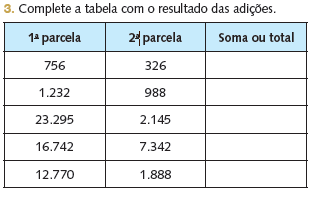 3. Complete a tabela com o resultado das adições.
1ª parcela 2ª parcela Soma ou total
756 326
1.232 988
23.295 2.145
16.742 7.342
12.770 1.888